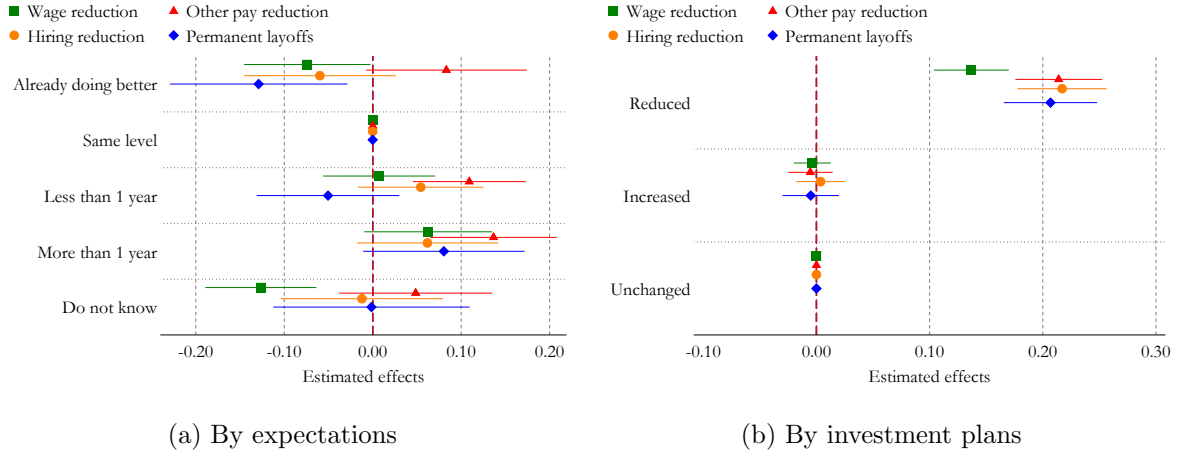 Wage reduction
Other pay reduction
Hiring reduction
Permanent layoffs
Already doing better
Same level
Less than 1 year
More than 1 year
Do not know
-0.20 -0.10 0.00 0.10 0.20
Estimated effects
(a) By expectations
Wage reduction
Other pay reduction
Hiring reduction
Permanent layoffs
Reduced
Increased
Unchanged
-0.10 0.00 0.10 0.20 0.30
Estimated effects
(b) By investment plans